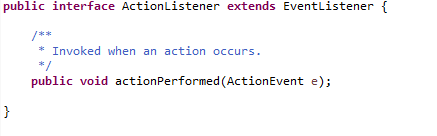 public interface ActionListener extends EventListener {
/**
* Invoked when an action occurs.
*/
public void actionPerformed(ActionEvent e);
}